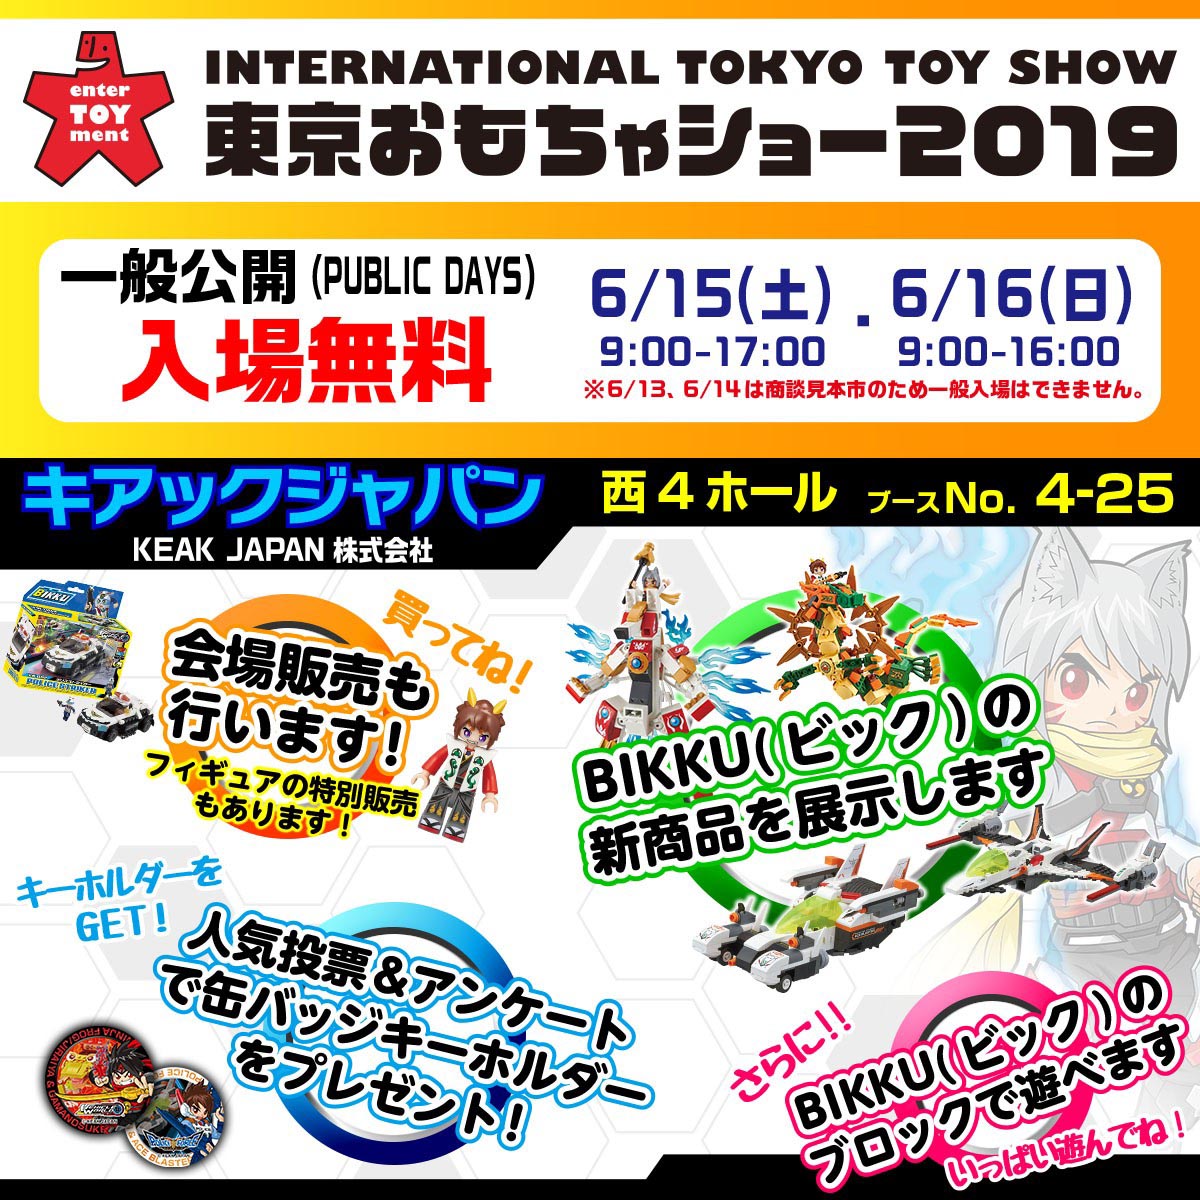 enter
TOY
ment
INTERNATIONAL TOKYO TOY SHOW
東京おもちゃショー2019
一般公開(PUBLIC DAYS)
入場無料
6/15(土)・6/16(日)
9:00-17:00 9:00-16:00
※6/13、6/14は商談見本市のため一般入場はできません。
キアックジャパン
KEAK JAPAN 株式会社
西4ホール ブースNo. 4-25
BIKKU
POLICE STRIKER
買ってね!
会場販売も
行います!
フィギュアの特別販売
もあります!
BIKKU(ビック)の
新商品を展示します
キーホルダーを
GET!
人気投票&アンケート
で缶バッジキーホルダー
をプレゼント!
NINJA FROG/JIRAIYA & GAMANOSUKE
さらに!!
BIKKU(ビック)の
ブロックで遊べます
いっぱい遊んでね!